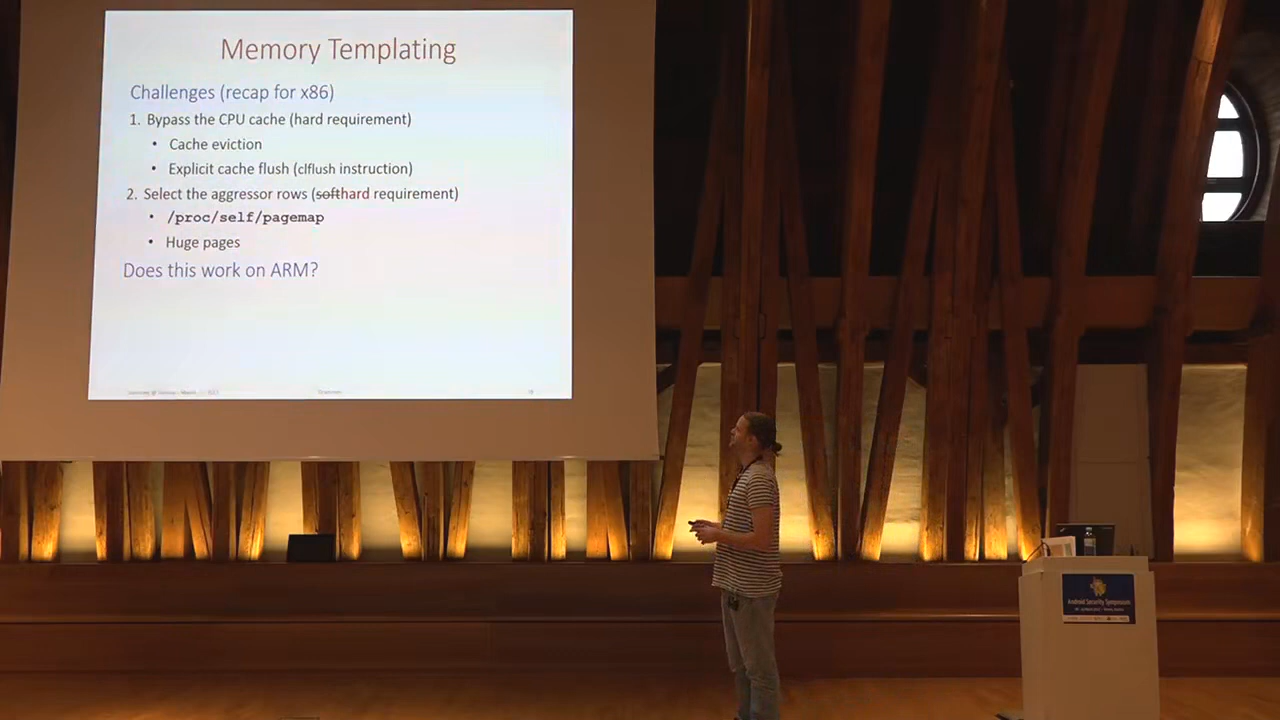 Memory Templating
Challenges (recap for x86)
1. Bypass the CPU cache (hard requirement)
• Cache eviction
• Explicit cache flush (clflush instruction)
2. Select the aggressor rows (softhard requirement)
• /proc/self/pagemap
• Huge pages
Does this work on ARM?
Android Security Symposium